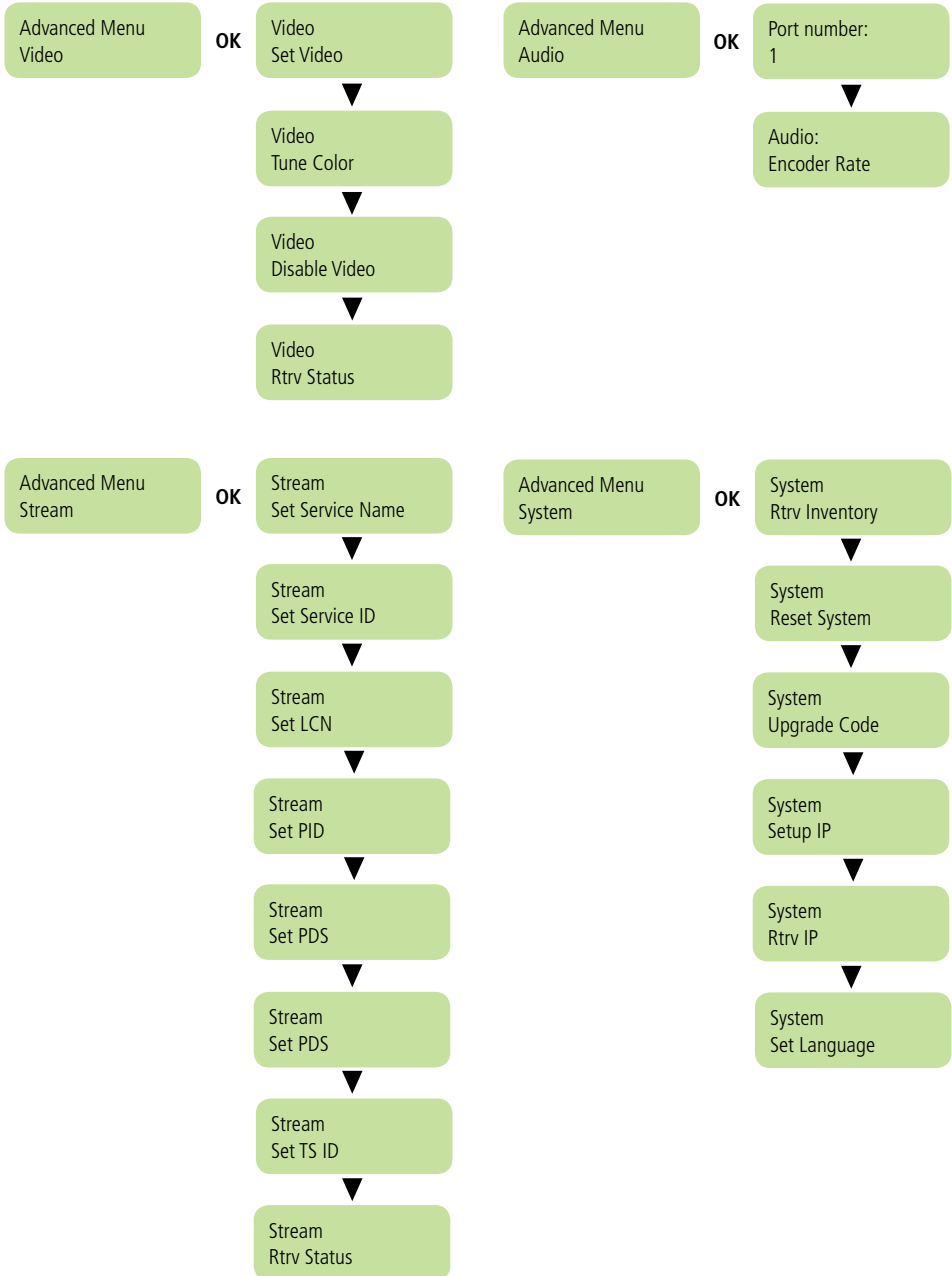 Advanced Menu
Video
OK
Video
Set Video
Video
Tune Color
Video
Disable Video
Video
Rtrv Status
Advanced Menu
Audio
OK
Port number:
1
Audio:
Encoder Rate
Advanced Menu
Stream
OK
Stream
Set Service Name
Stream
Set Service ID
Stream
Set LCN
Stream
Set PID
Stream
Set PDS
Stream
Set PDS
Stream
Set TS ID
Stream
Rtrv Status
Advanced Menu
System
OK
System
Rtrv Inventory
System
Reset System
System
Upgrade Code
System
Setup IP
System
Rtrv IP
System
Set Language